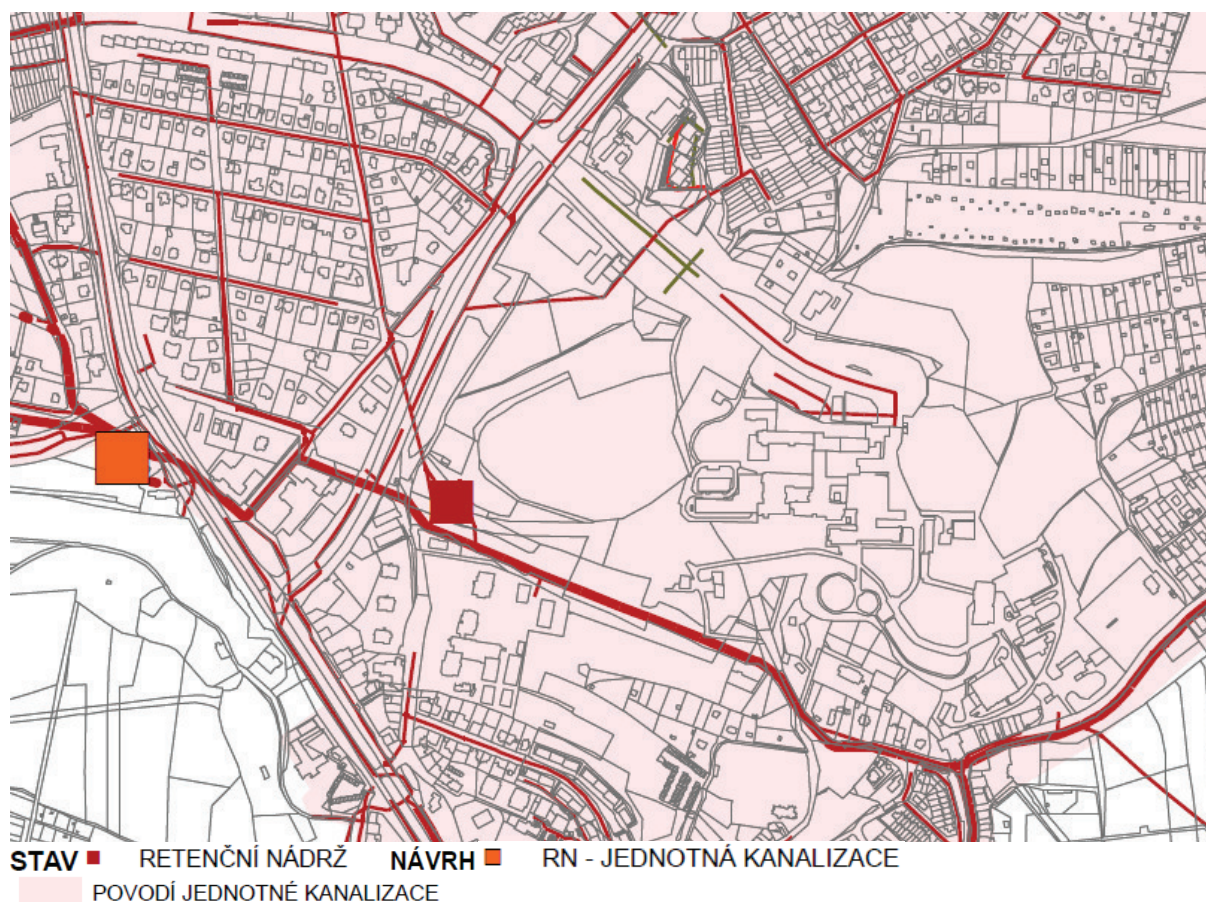 STAV RETENČNÍ NÁDRŽ NÁVRH RN - JEDNOTNÁ KANALIZACE
POVODÍ JEDNOTNÉ KANALIZACE